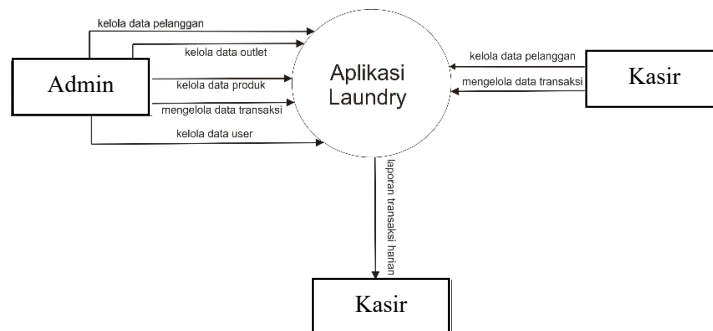 kelola data pelanggan
kelola data outlet
Admin
kelola data produk
mengelola data transaksi
kelola data user
Aplikasi
Laundry
kelola data pelanggan
mengelola data transaksi
Kasir
laporan transaksi harian
Kasir